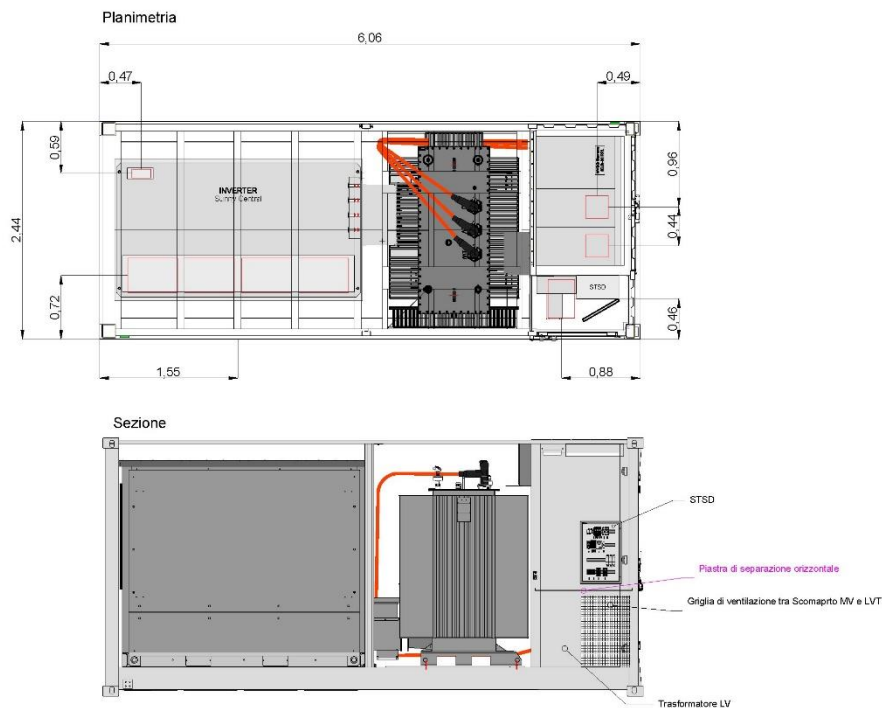 Planimetria
6,06
0,47
0,49
0,59
0,96
INVERTER
Sunny Central
2,44
0,44
0,72
STSD
0,46
1,55
0,88
Sezione
STSD
Piastra di separazione orizzontale
Griglia di ventilazione tra Scomaprto MV e LVT
Trasformatore LV